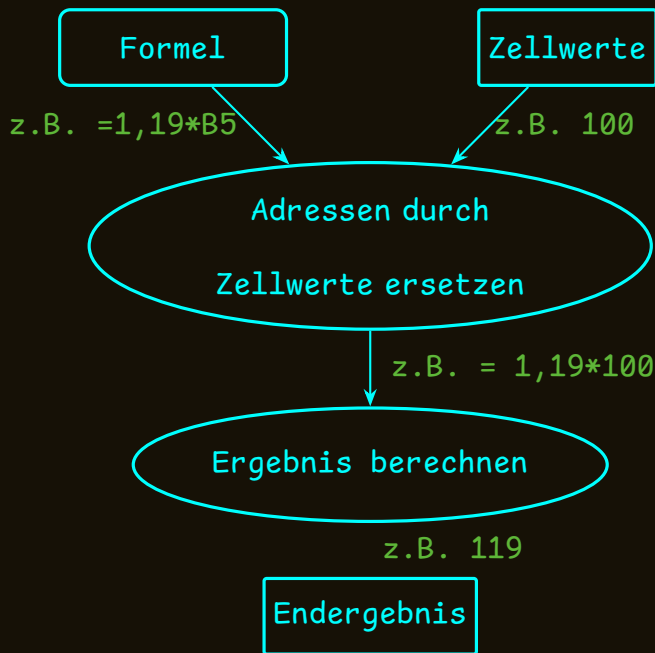 Formel
Zellwerte
z.B. =1,19*B5
z.B. 100
Adressen durch
Zellwerte ersetzen
z.B. = 1,19*100
Ergebnis berechnen
z.B. 119
Endergebnis